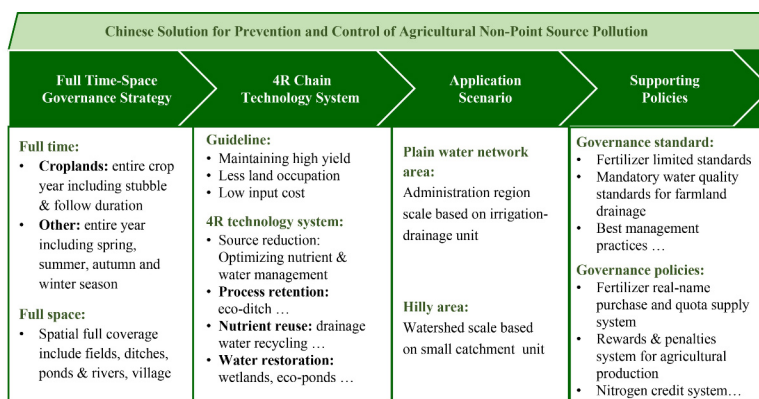 Chinese Solution for Prevention and Control of Agricultural Non-Point Source Pollution
Full Time-Space
Governance Strategy
4R Chain
Technology System
Application
Scenario
Supporting
Policies
Full time:
• Croplands: entire crop
year including stubble
& follow duration
• Other: entire year
including spring,
summer, autumn and
winter season
Full space:
• Spatial full coverage
include fields, ditches,
ponds & rivers, village
Guideline:
• Maintaining high yield
• Less land occupation
• Low input cost
4R technology system:
• Source reduction:
Optimizing nutrient &
water management
• Process retention:
eco-ditch …
• Nutrient reuse: drainage
water recycling …
• Water restoration:
wetlands, eco-ponds …
Plain water network
area:
Administration region
scale based on irrigation-
drainage unit
Hilly area:
Watershed scale based
on small catchment unit
Governance standard:
• Fertilizer limited standards
• Mandatory water quality
standards for farmland
drainage
• Best management
practices …
Governance policies:
• Fertilizer real-name
purchase and quota supply
system
• Rewards & penalties
system for agricultural
production
• Nitrogen credit system…